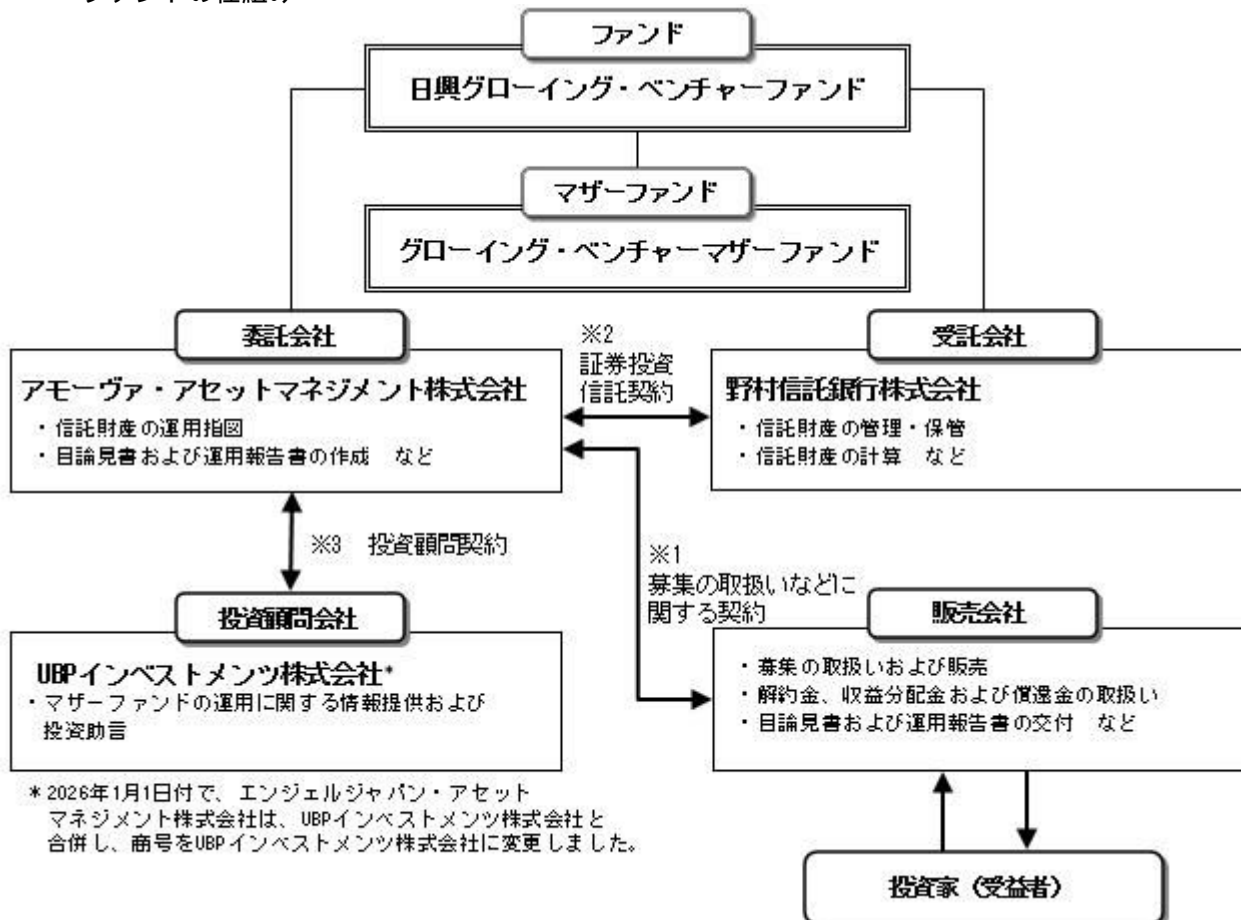 ファンドの仕組み
ファンド
日興グローイング・ベンチャーファンド
マザーファンド
グローイング・ベンチャーマザーファンド
委託会社
アモーヴァ・アセットマネジメント株式会社
・信託財産の運用指図
・目論見書および運用報告書の作成 など
※2
証券投資
信託契約
受託会社
野村信託銀行株式会社
・信託財産の管理・保管
・信託財産の計算 など
※3 投資顧問契約
※1
募集の取扱いなどに
関する契約
投資顧問会社
UBPインベストメンツ株式会社*
・マザーファンドの運用に関する情報提供および
投資助言
販売会社
・募集の取扱いおよび販売
・解約金、収益分配金および償還金の取扱い
・目論見書および運用報告書の交付 など
*2026年1月1日付で、エンジェルジャパン・アセット
マネジメント株式会社は、UBPインベストメンツ株式会社と
合併し、商号をUBPインベストメンツ株式会社に変更しました。
投資家(受益者)